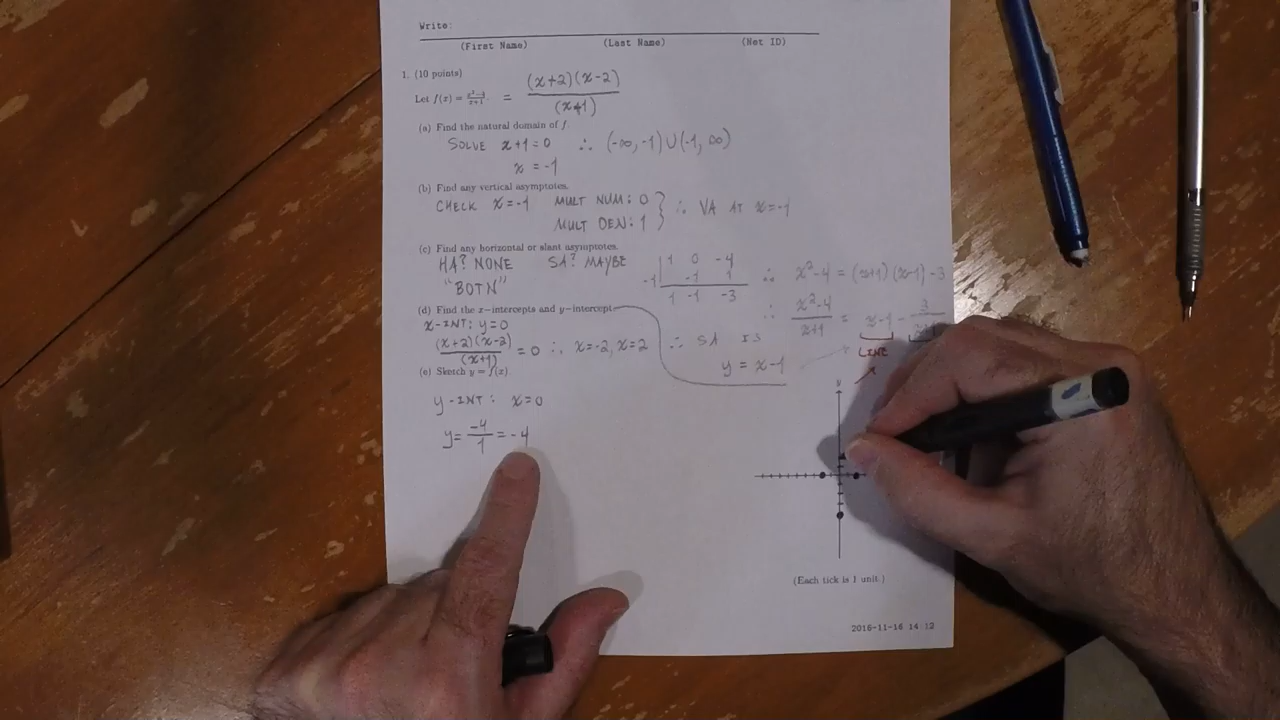 Write:
(First Name) (Last Name) (Net ID)
1. (10 points)
Let f(x) = x²-4/x+1 = (x+2)(x-2)/(x+1)
(a) Find the natural domain of f.
SOLVE x+1=0 ∴ (-∞,-1)∪(-1,∞)
x = -1
(b) Find any vertical asymptotes.
CHECK x=-1 MULT NUM: 0 } ∴ VA AT x=-1
MULT DEN: 1
(c) Find any horizontal or slant asymptotes.
HA? NONE SA? MAYBE
"BOTN"
-1 | 1 0 -4
-1 1
1 -1 -3
∴ x²-4 = (x+1)(x-1)-3
∴ x²-4/x+1 = x-1 - 3/x+1
LINE
∴ SA IS
y = x-1
(d) Find the x-intercepts and y-intercept
x-INT: y=0
(x+2)(x-2)/(x+1) = 0 ∴ x=-2, x=2
(e) Sketch y = f(x)
y-INT: x=0
y = -4/1 = -4
y
(Each tick is 1 unit.)
2016-11-16 14:12